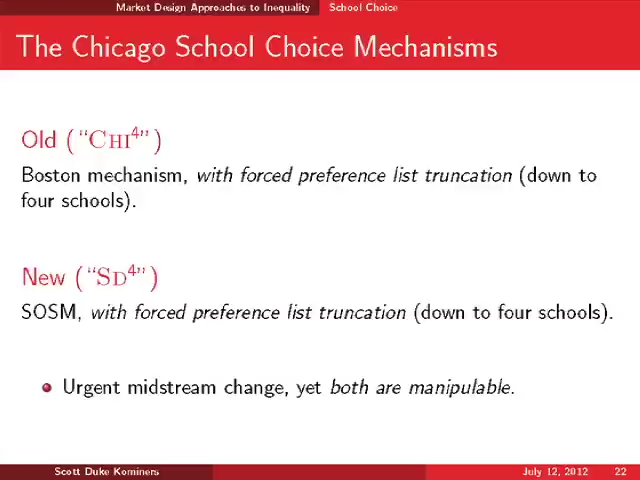 Market Design Approaches to Inequality School Choice
The Chicago School Choice Mechanisms
Old (“Chi⁴”)
Boston mechanism, with forced preference list truncation (down to
four schools).
New (“Sd⁴”)
SOSM, with forced preference list truncation (down to four schools).
Urgent midstream change, yet both are manipulable.
Scott Duke Kominers July 12, 2012 22